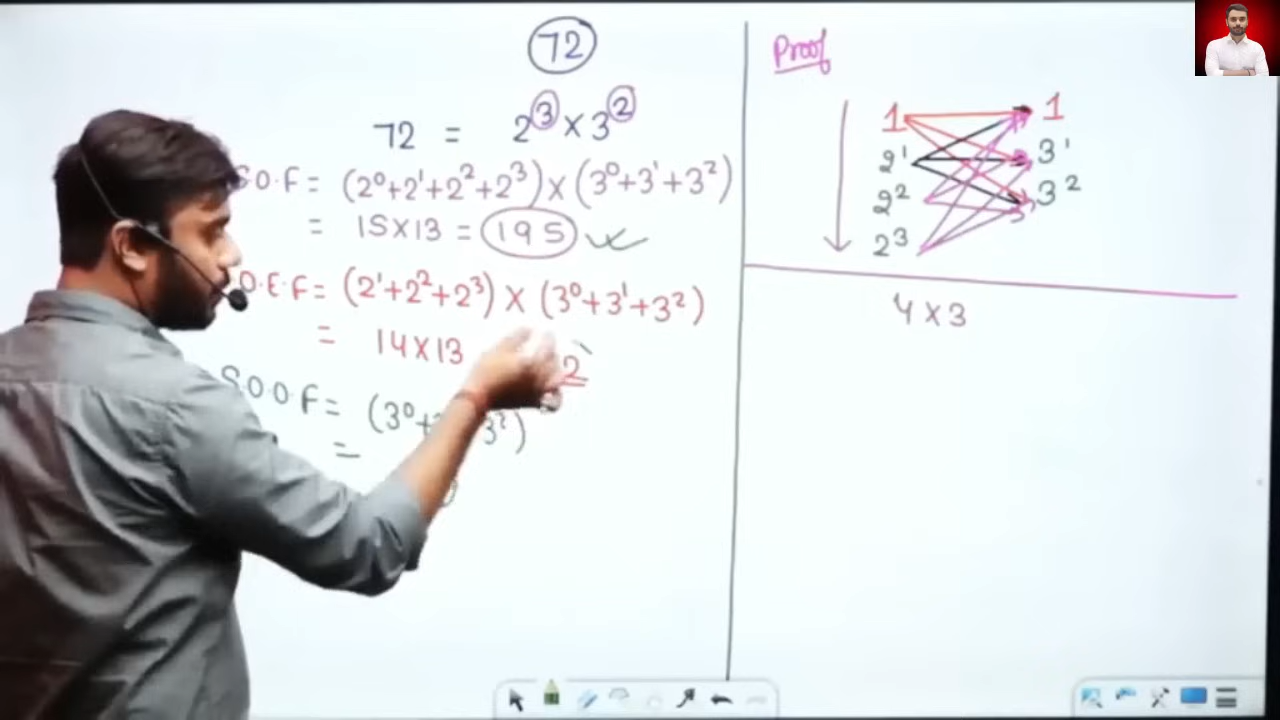 72
72 = 2³ × 3²
S.O.F = (2⁰+2¹+2²+2³) × (3⁰+3¹+3²)
= 15×13 = 195
O.E.F = (2¹+2²+2³) × (3⁰+3¹+3²)
= 14×13
S.O.O.F = (3⁰+ 3²)
=
Proof
1 1
2¹ 3¹
2² 3²
2³
4 × 3